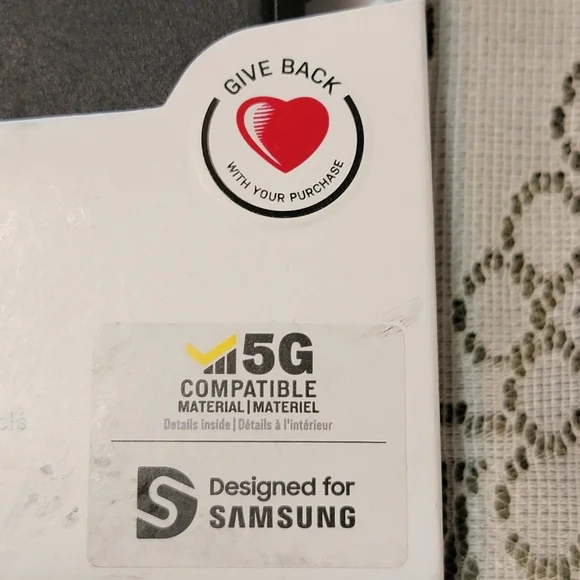 GIVE BACK
WITH YOUR PURCHASE
5G
COMPATIBLE
MATERIAL|MATERIEL
Details inside|Détails à l'intérieur
Designed for
SAMSUNG